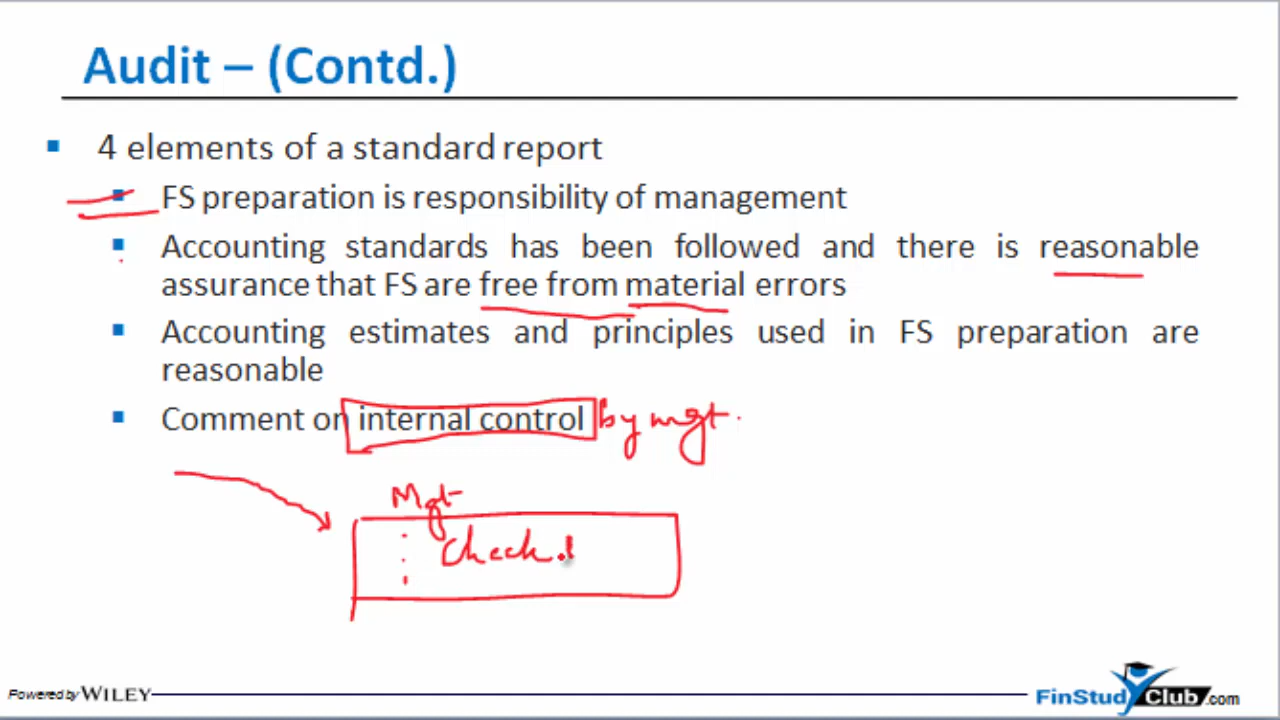 Audit – (Contd.)
4 elements of a standard report
FS preparation is responsibility of management
Accounting standards has been followed and there is reasonable
assurance that FS are free from material errors
Accounting estimates and principles used in FS preparation are
reasonable
Comment on internal control by mgt.
Mgt
Check
Powered by WILEY
FinStudyClub.com